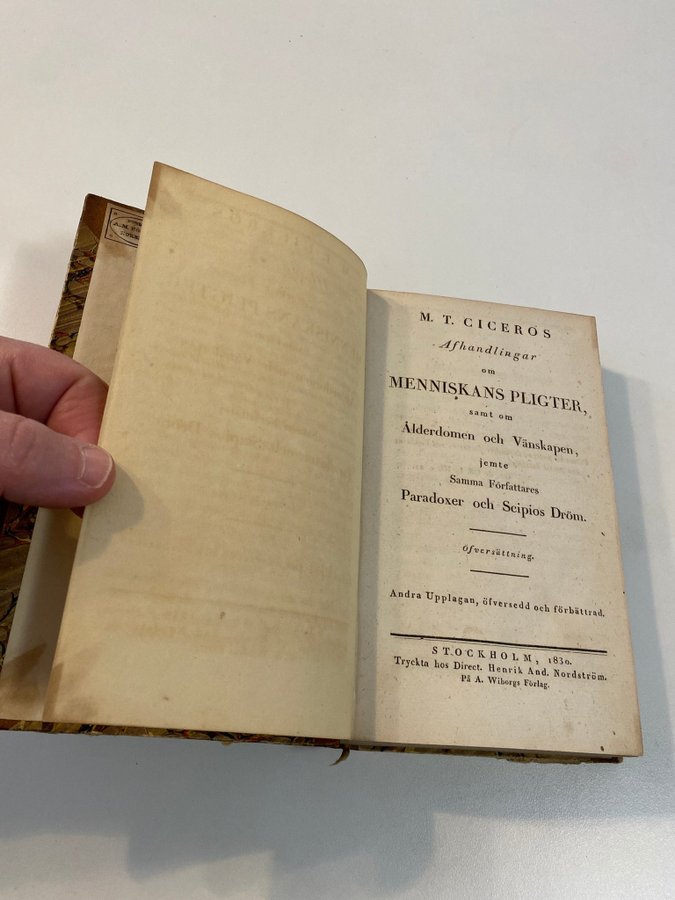 M. T. CICEROS
Afhandlingar
om
MENNISKANS PLIGTER,
samt om
Ålderdomen och Vänskapen,
jemte
Samma Författares
Paradoxer och Scipios Dröm.
Öfversättning.
Andra Upplagan, öfversedd och förbättrad.
STOCKHOLM, 1830.
Tryckta hos Direct. Henrik And. Nordström.
På A. Wiborgs Förlag.